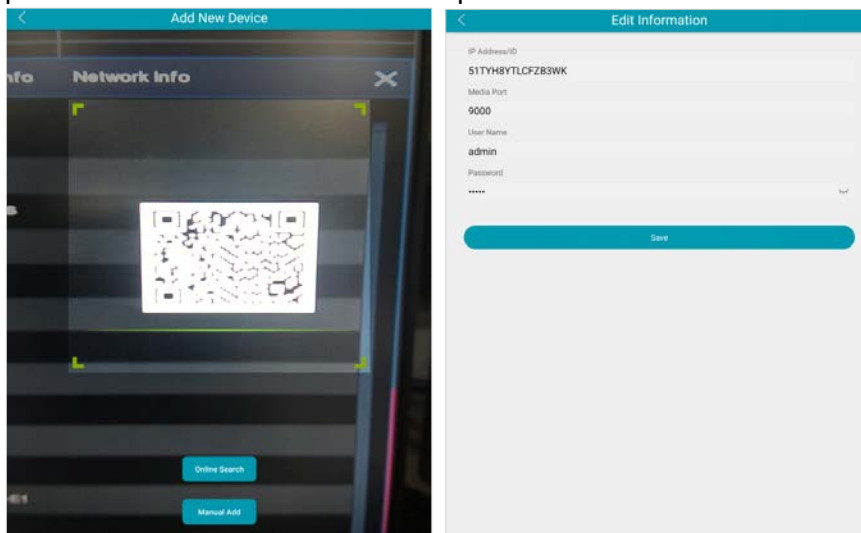 Add New Device
nfo Network Info
Online Search
Manual Add
Edit Information
IP Address/ID
51TYH8YTLCFZB3WK
Media Port
9000
User Name
admin
Password
•••••
Save